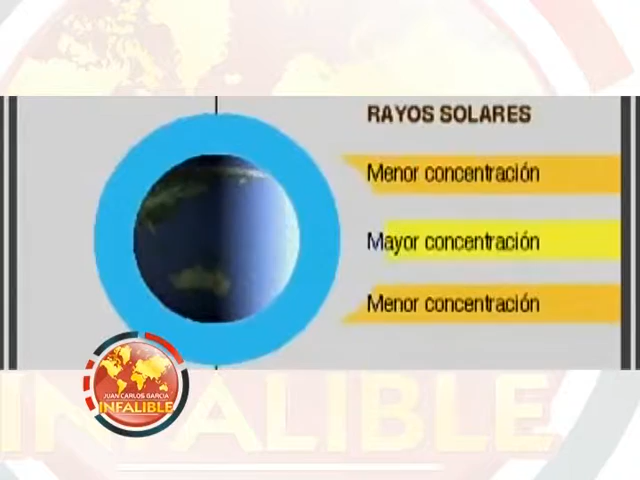 RAYOS SOLARES
Menor concentración
Mayor concentración
Menor concentración
JUAN CARLOS GARCIA
INFALIBLE
INFALIBLE